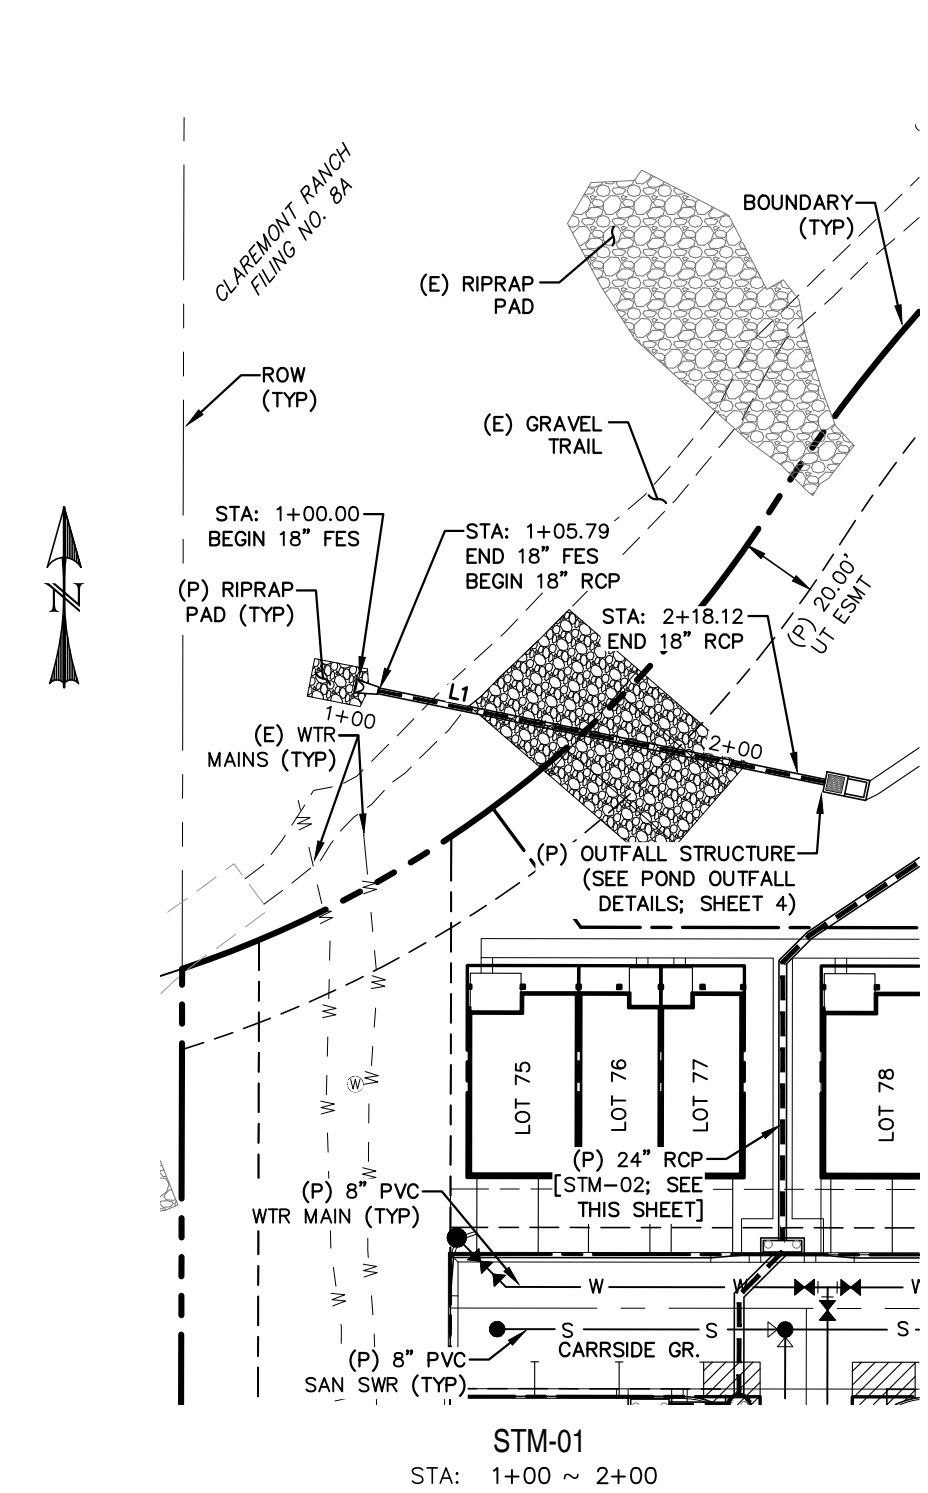 CLAREMONT RANCH
FILING NO. 8A
BOUNDARY
(TYP)
(E) RIPRAP
PAD
ROW
(TYP)
(E) GRAVEL
TRAIL
STA: 1+00.00
BEGIN 18” FES
STA: 1+05.79
END 18” FES
BEGIN 18” RCP
N
(P) RIPRAP
PAD (TYP)
(P) 20.00'
UT ESMT
STA: 2+18.12
END 18” RCP
L1
1+00
2+00
(E) WTR
MAINS (TYP)
W
(P) OUTFALL STRUCTURE
(SEE POND OUTFALL
DETAILS; SHEET 4)
W
W
W
W
W
W
W
W
LOT 75
LOT 76
LOT 77
LOT 78
(P) 24” RCP
[STM-02; SEE
THIS SHEET]
W
W
(P) 8” PVC
WTR MAIN (TYP)
W
W
W
W
W
W
S
S
S
CARRSIDE GR.
(P) 8” PVC
SAN SWR (TYP)
W
STM-01
STA: 1+00 ~ 2+00